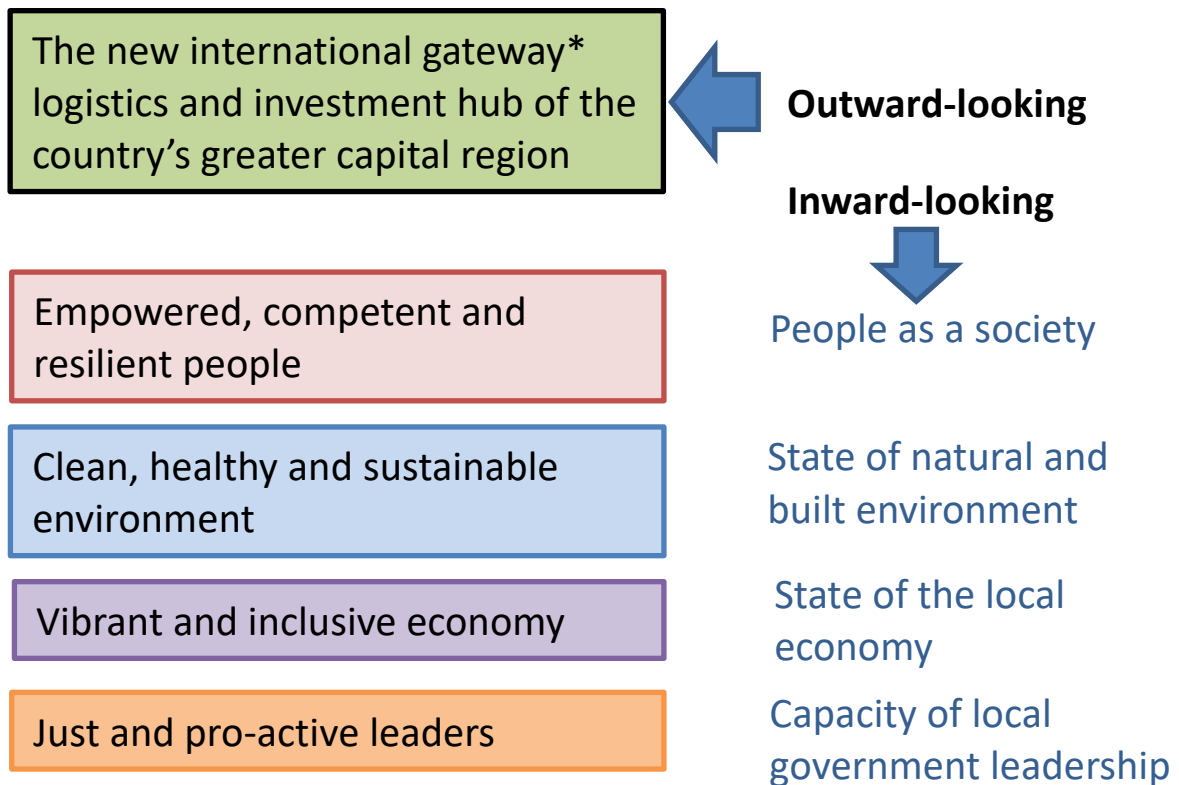 The new international gateway*
logistics and investment hub of the
country’s greater capital region
Outward-looking
Inward-looking
Empowered, competent and
resilient people
People as a society
Clean, healthy and sustainable
environment
State of natural and
built environment
Vibrant and inclusive economy
State of the local
economy
Just and pro-active leaders
Capacity of local
government leadership